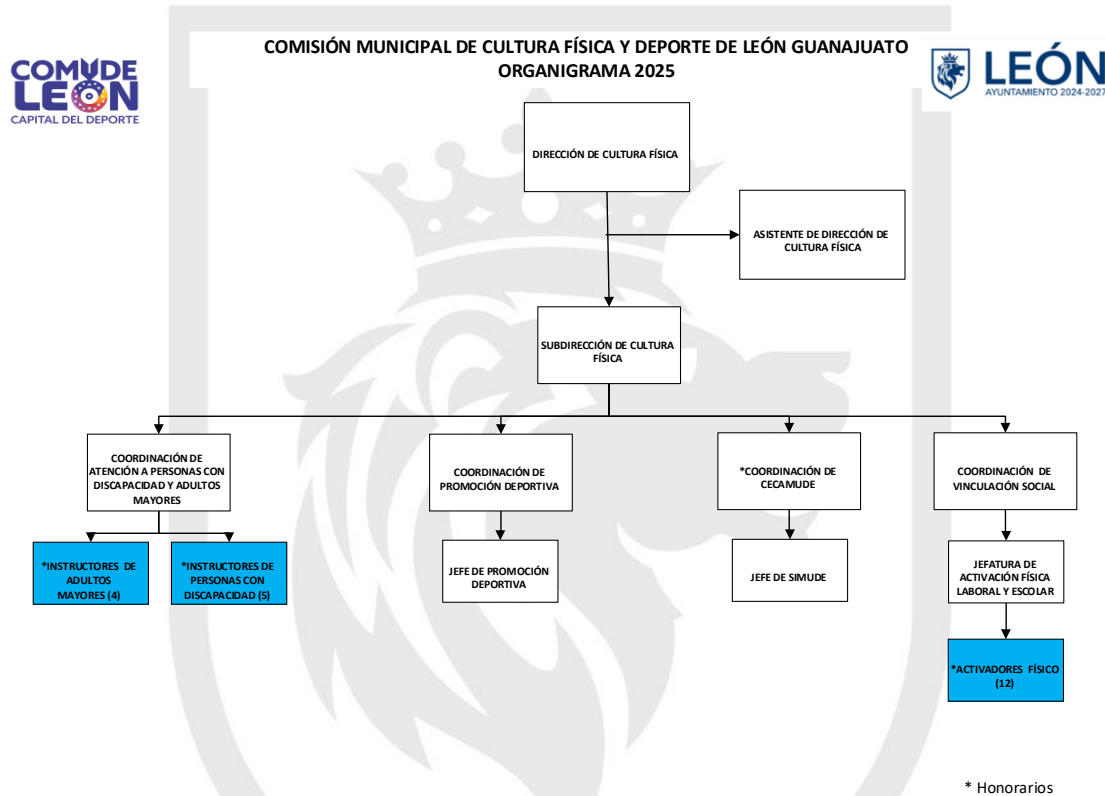 COMISIÓN MUNICIPAL DE CULTURA FÍSICA Y DEPORTE DE LEÓN GUANAJUATO
ORGANIGRAMA 2025
COMUDE
LEÓN
CAPITAL DEL DEPORTE
LEÓN
AYUNTAMIENTO 2024-2027
DIRECCIÓN DE CULTURA FÍSICA
ASISTENTE DE DIRECCIÓN DE
CULTURA FÍSICA
SUBDIRECCIÓN DE CULTURA
FÍSICA
COORDINACIÓN DE
ATENCIÓN A PERSONAS CON
DISCAPACIDAD Y ADULTOS
MAYORES
COORDINACIÓN DE
PROMOCIÓN DEPORTIVA
*COORDINACIÓN DE
CECAMUDE
COORDINACIÓN DE
VINCULACIÓN SOCIAL
*INSTRUCTORES DE
ADULTOS
MAYORES (4)
*INSTRUCTORES DE
PERSONAS CON
DISCAPACIDAD (5)
JEFE DE PROMOCIÓN
DEPORTIVA
JEFE DE SIMUDE
JEFATURA DE
ACTIVACIÓN FÍSICA
LABORAL Y ESCOLAR
*ACTIVADORES FÍSICO
(12)
* Honorarios